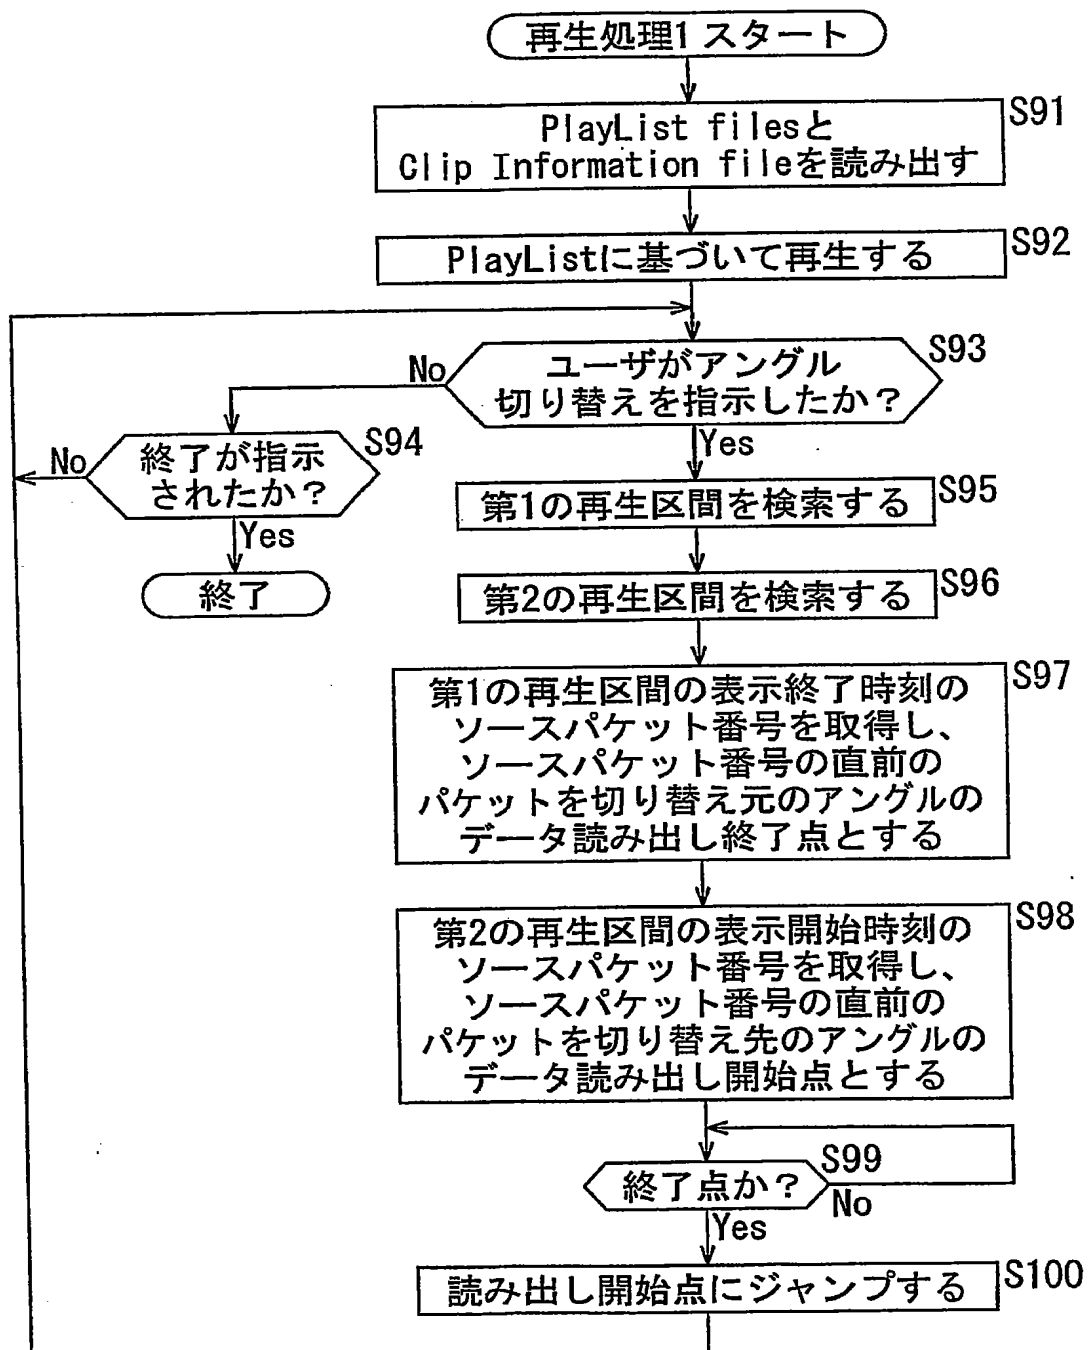 再生処理1 スタート
S91
PlayList filesと
Clip Information fileを読み出す
S92
PlayListに基づいて再生する
S93
ユーザがアングル
切り替えを指示したか？
No
Yes
S94
終了が指示
されたか？
No
Yes
終了
S95
第1の再生区間を検索する
S96
第2の再生区間を検索する
S97
第1の再生区間の表示終了時刻の
ソースパケット番号を取得し、
ソースパケット番号の直前の
パケットを切り替え元のアングルの
データ読み出し終了点とする
S98
第2の再生区間の表示開始時刻の
ソースパケット番号を取得し、
ソースパケット番号の直前の
パケットを切り替え先のアングルの
データ読み出し開始点とする
S99
終了点か？
No
Yes
S100
読み出し開始点にジャンプする